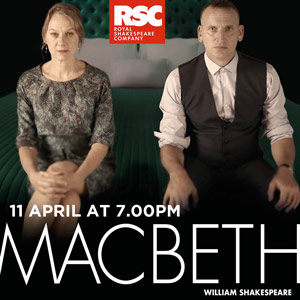 RSC
ROYAL
SHAKESPEARE
COMPANY
11 APRIL AT 7.00PM
MACBETH
WILLIAM SHAKESPEARE